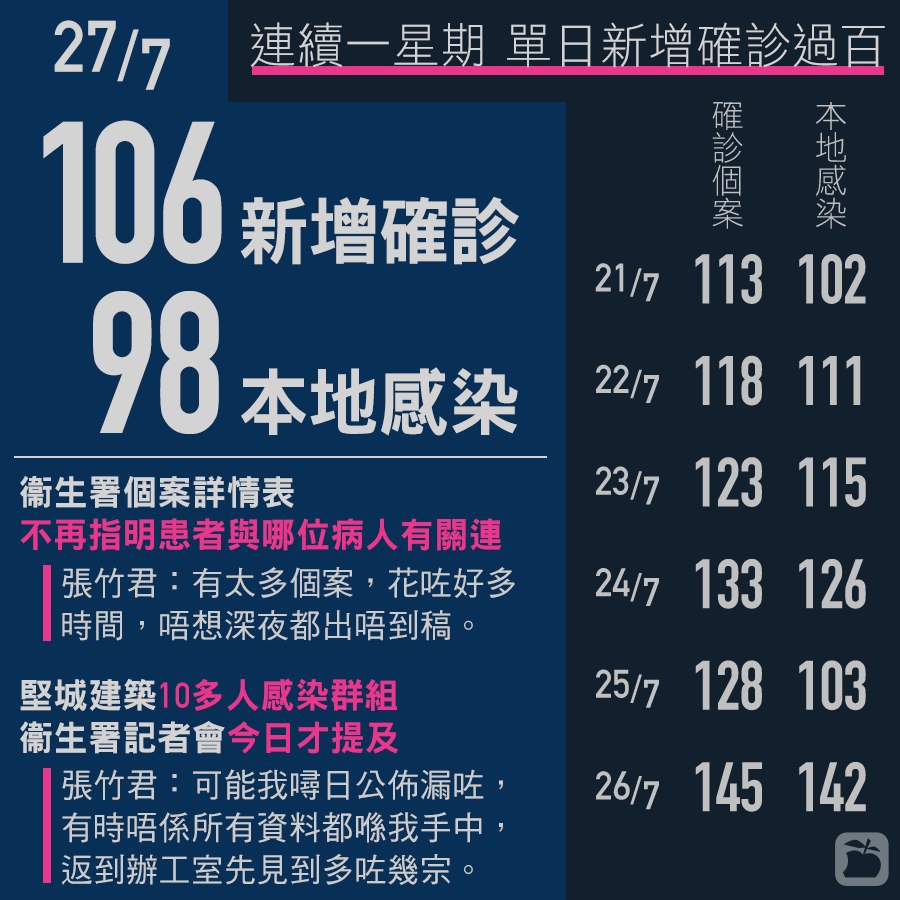 27/7
連續一星期 單日新增確診過百
106 新增確診
98 本地感染
衞生署個案詳情表
不再指明患者與哪位病人有關連
張竹君：有太多個案，花咗好多
時間，唔想深夜都出唔到稿。
堅城建築10多人感染群組
衞生署記者會今日才提及
張竹君：可能我噚日公佈漏咗，
有時唔係所有資料都喺我手中，
返到辦工室先見到多咗幾宗。
確診個案 本地感染
21/7 113 102
22/7 118 111
23/7 123 115
24/7 133 126
25/7 128 103
26/7 145 142